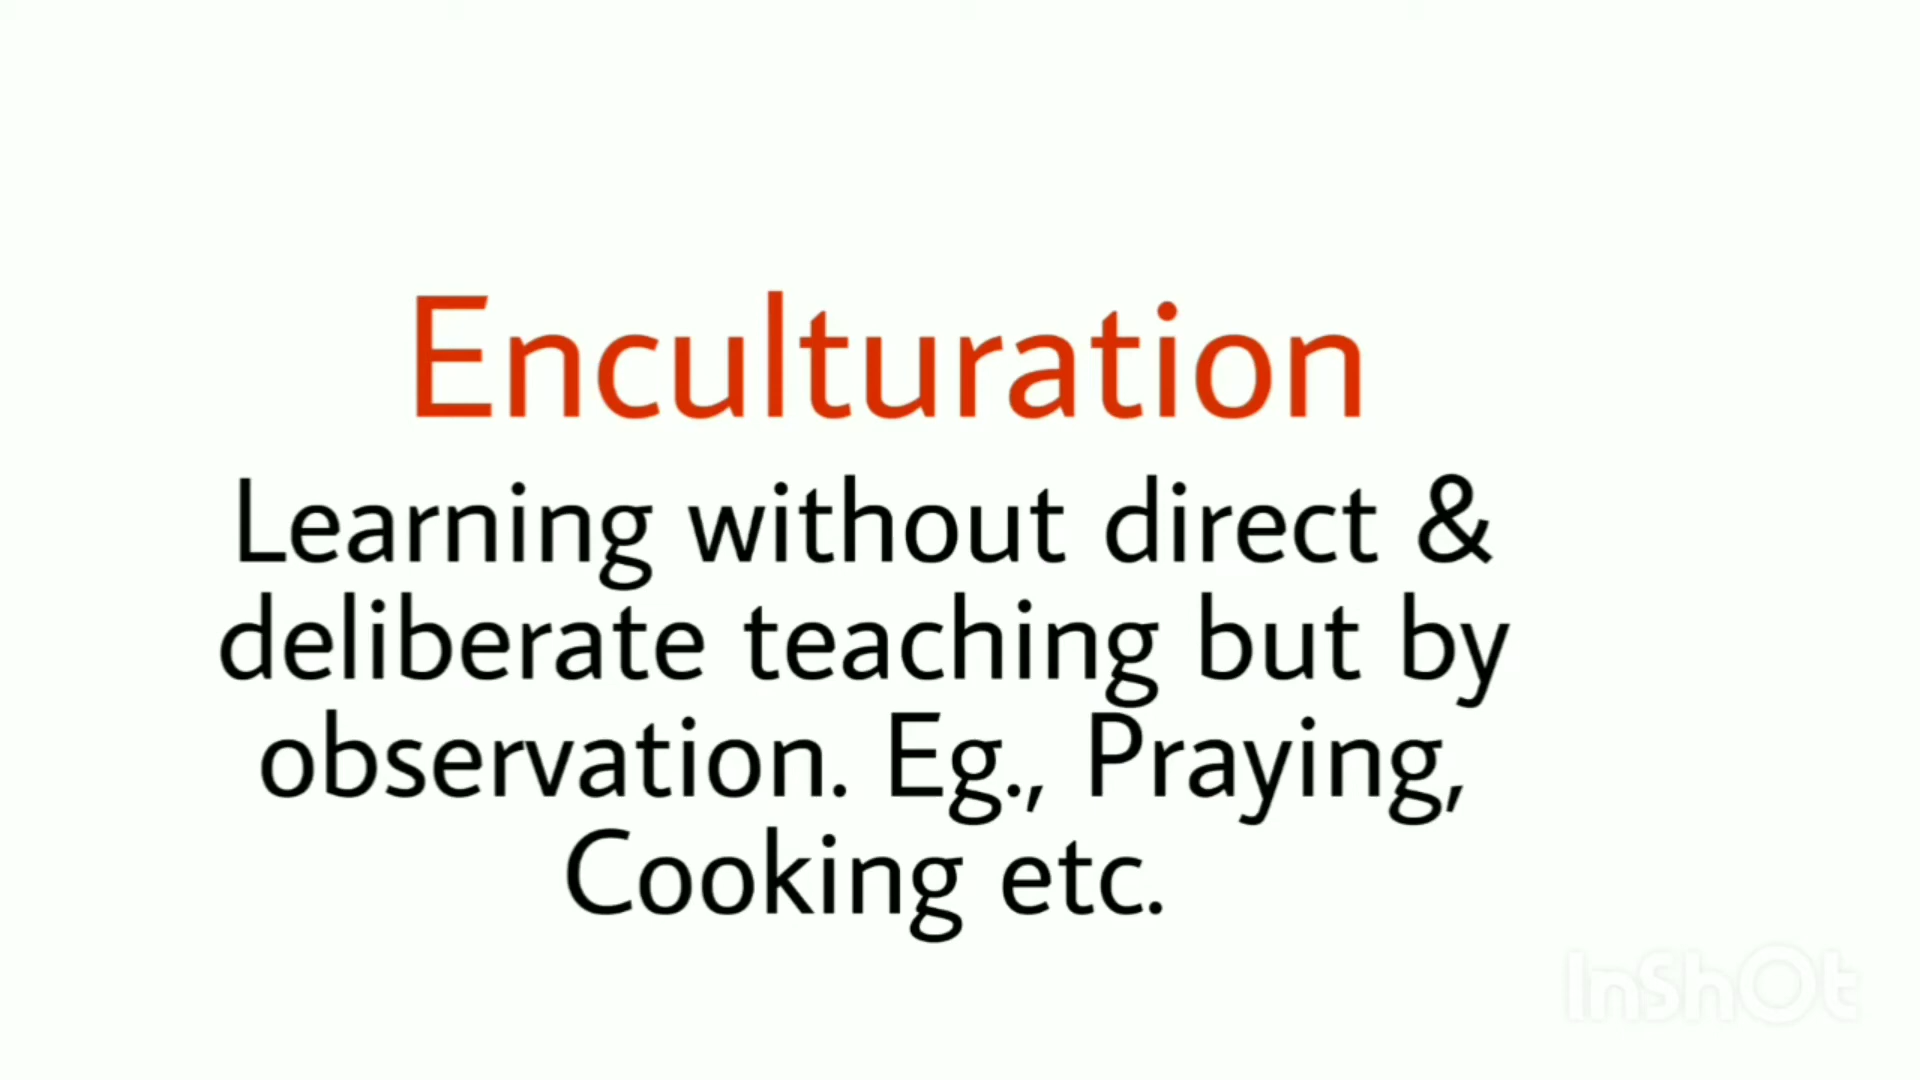 Enculturation
Learning without direct &
deliberate teaching but by
observation. Eg., Praying,
Cooking etc.
InShOt